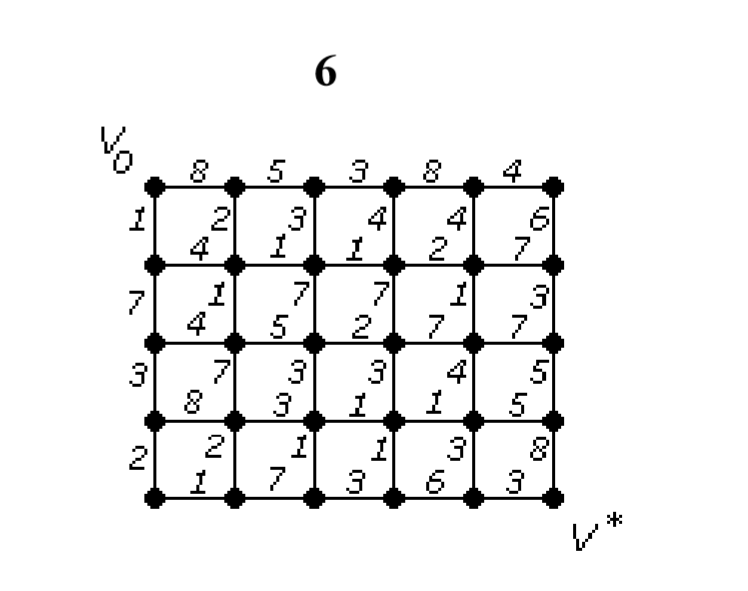 6
V0
8 5 3 8 4
1 2 3 4 4 6
4 1 1 2 7
7 1 7 7 1 3
4 5 2 7 7
3 7 3 3 4 5
8 3 1 1 5
2 2 1 1 3 8
1 7 3 6 3
V*